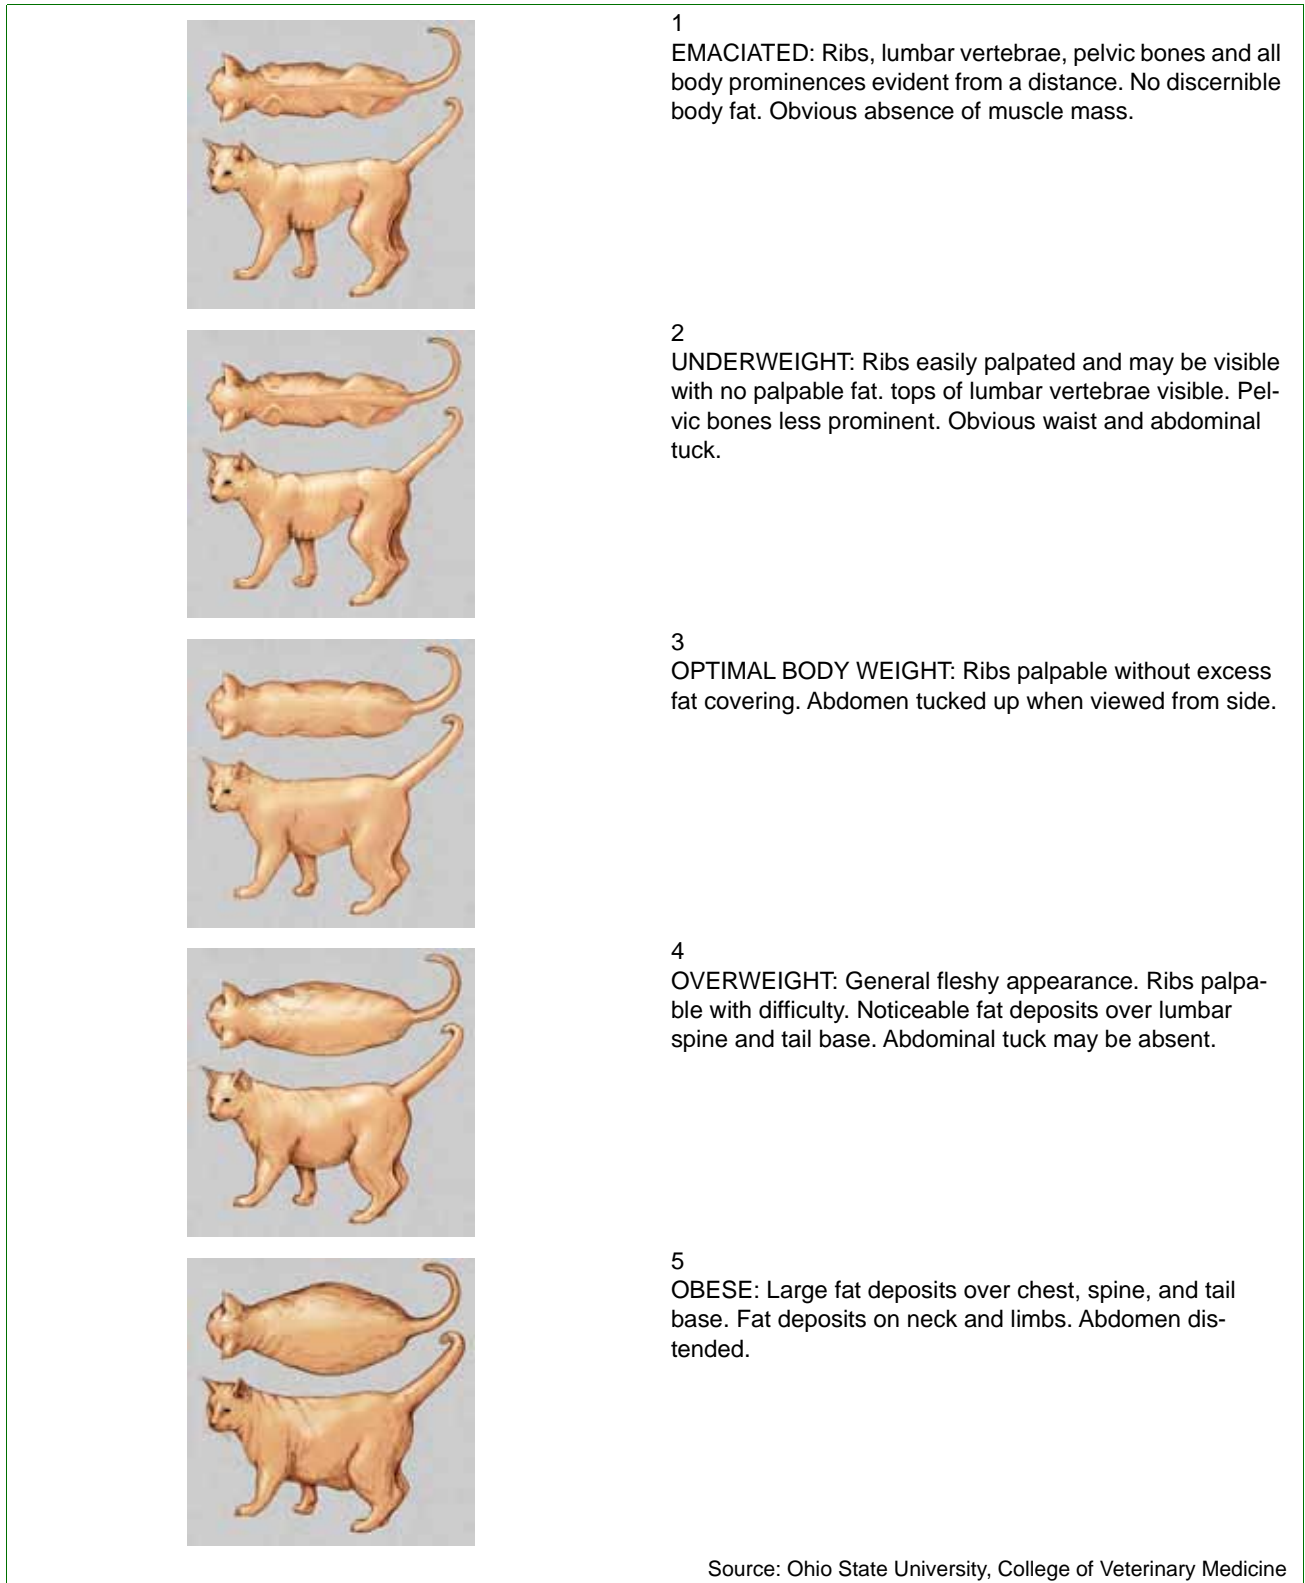 1
EMACIATED: Ribs, lumbar vertebrae, pelvic bones and all
body prominences evident from a distance. No discernible
body fat. Obvious absence of muscle mass.
2
UNDERWEIGHT: Ribs easily palpated and may be visible
with no palpable fat. tops of lumbar vertebrae visible. Pel-
vic bones less prominent. Obvious waist and abdominal
tuck.
3
OPTIMAL BODY WEIGHT: Ribs palpable without excess
fat covering. Abdomen tucked up when viewed from side.
4
OVERWEIGHT: General fleshy appearance. Ribs palpa-
ble with difficulty. Noticeable fat deposits over lumbar
spine and tail base. Abdominal tuck may be absent.
5
OBESE: Large fat deposits over chest, spine, and tail
base. Fat deposits on neck and limbs. Abdomen dis-
tended.
Source: Ohio State University, College of Veterinary Medicine